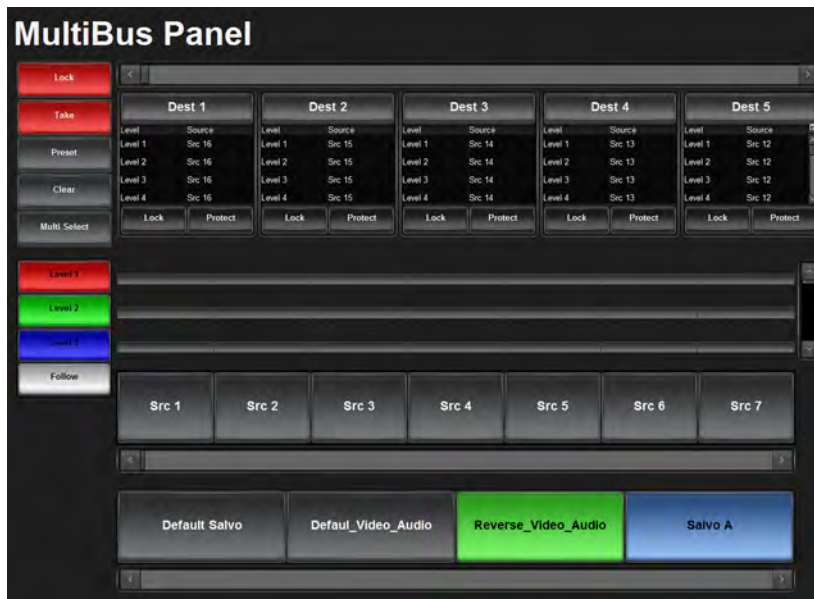 MultiBus Panel
Lock
Take
Preset
Clear
Multi Select
Dest 1 Dest 2 Dest 3 Dest 4 Dest 5
Level Source Level Source Level Source Level Source Level Source
Level 1 Src 16 Level 1 Src 15 Level 1 Src 14 Level 1 Src 13 Level 1 Src 12
Level 2 Src 16 Level 2 Src 15 Level 2 Src 14 Level 2 Src 13 Level 2 Src 12
Level 3 Src 16 Level 3 Src 15 Level 3 Src 14 Level 3 Src 13 Level 3 Src 12
Level 4 Src 16 Level 4 Src 15 Level 4 Src 14 Level 4 Src 13 Level 4 Src 12
Lock Protect Lock Protect Lock Protect Lock Protect Lock Protect
Level 1
Level 2
Level 3
Follow
Src 1 Src 2 Src 3 Src 4 Src 5 Src 6 Src 7
Default Salvo Defaul_Video_Audio Reverse_Video_Audio Salvo A